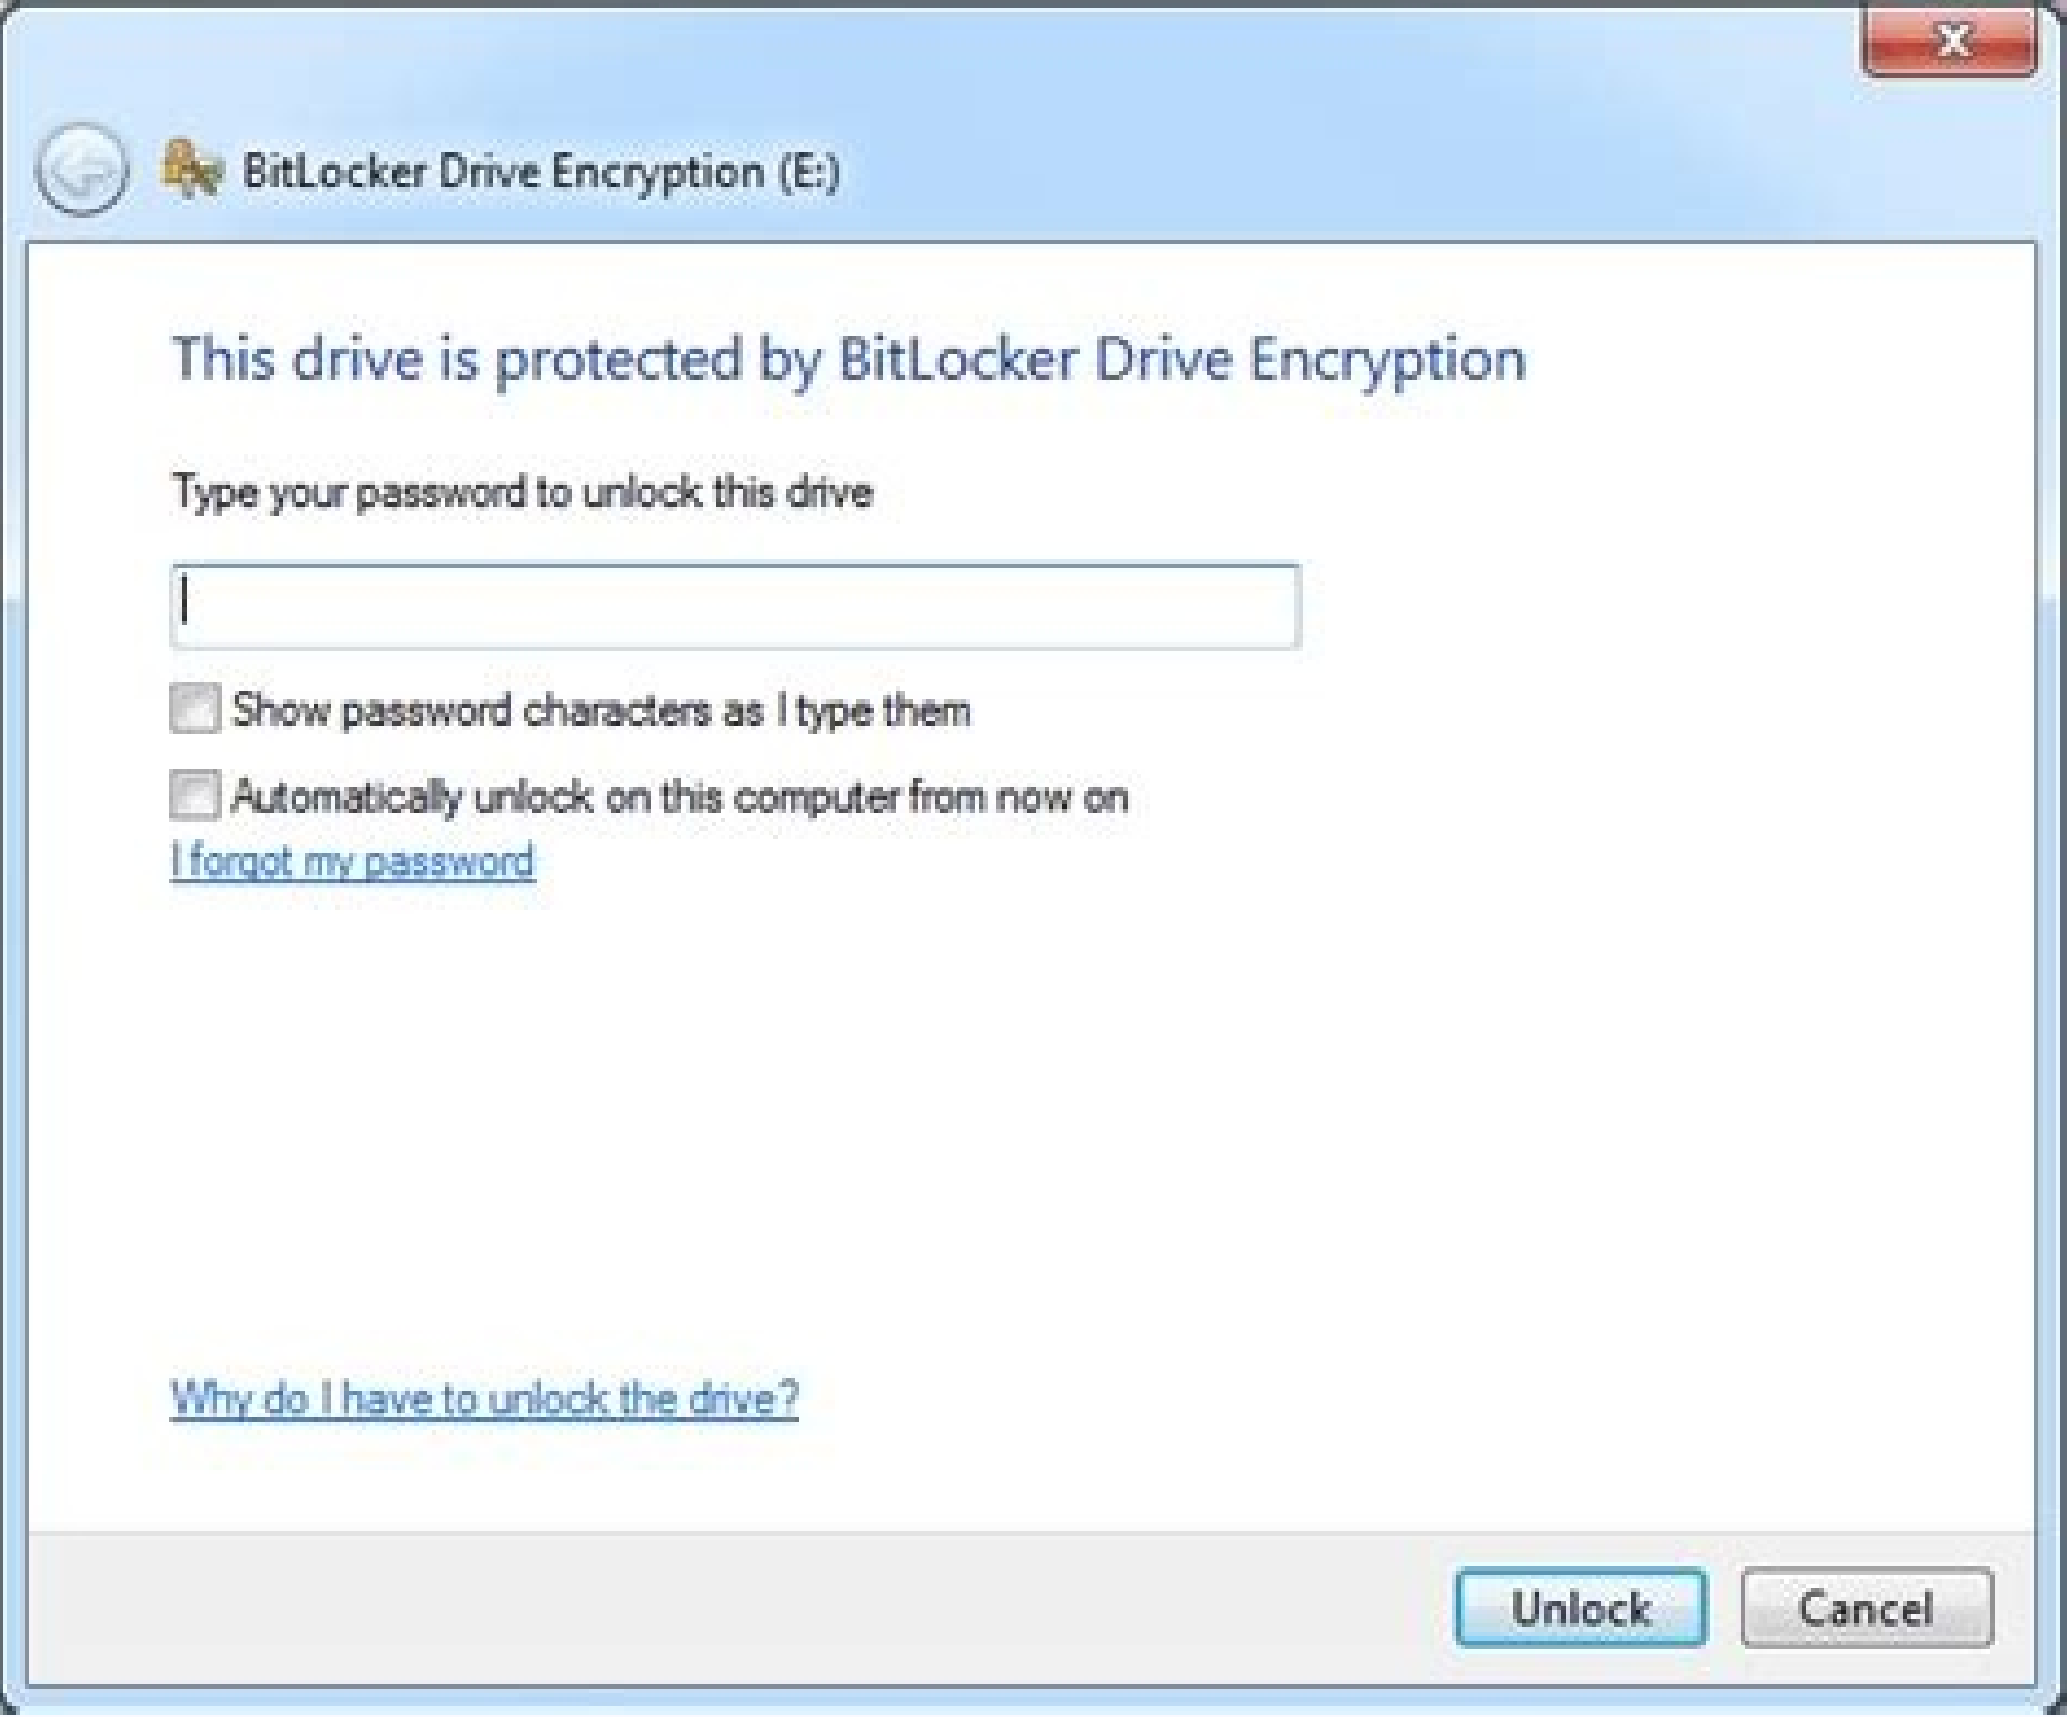 BitLocker Drive Encryption (E:)
This drive is protected by BitLocker Drive Encryption
Type your password to unlock this drive
Show password characters as I type them
Automatically unlock on this computer from now on
I forgot my password
Why do I have to unlock the drive?
Unlock Cancel